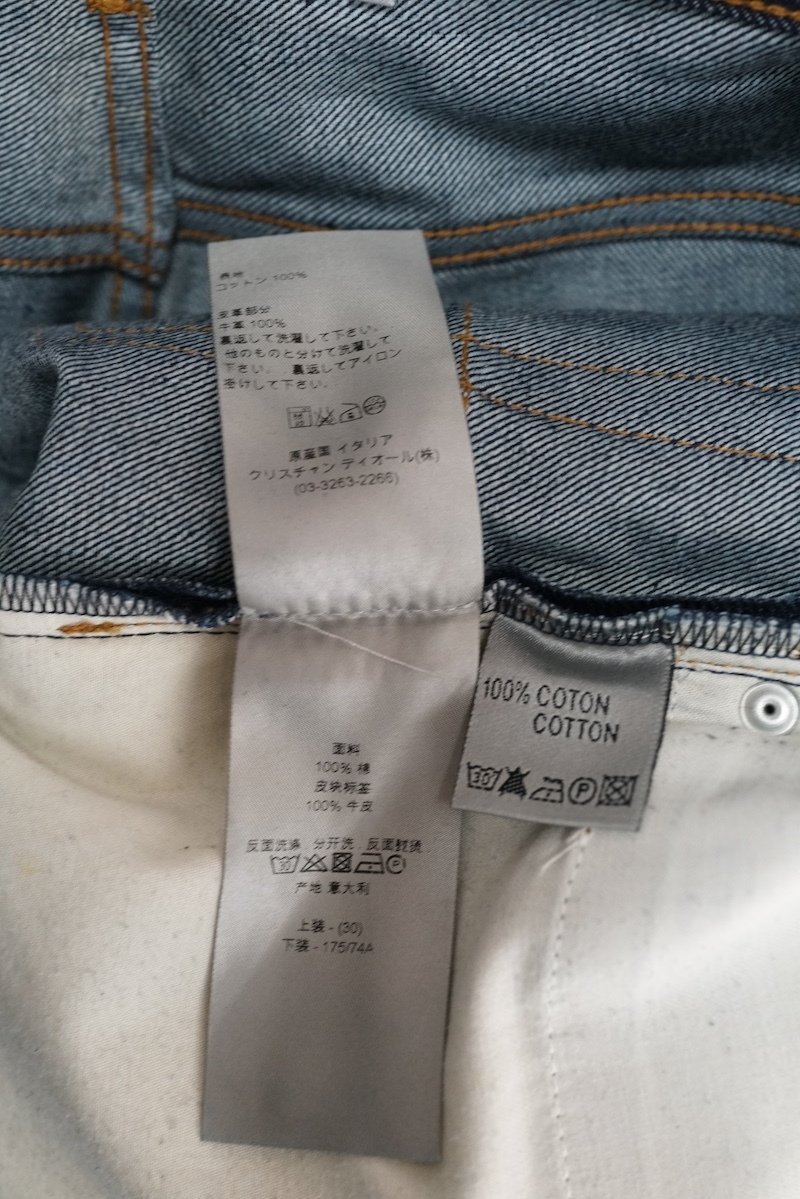 表地
コットン 100%
皮革部分
牛革 100%
裏返して洗濯して下さい。
他のものと分けて洗濯して
下さい。 裏返してアイロン
掛けして下さい。
原産国 イタリア
クリスチャン ディオール(株)
(03-3263-2266)
面料
100% 棉
皮块标签
100% 牛皮
反面洗涤 . 分开洗 . 反面熨烫 .
30 P
产地 意大利
上装 - (30)
下装 - 175/74A
100% COTON
COTTON
30 P